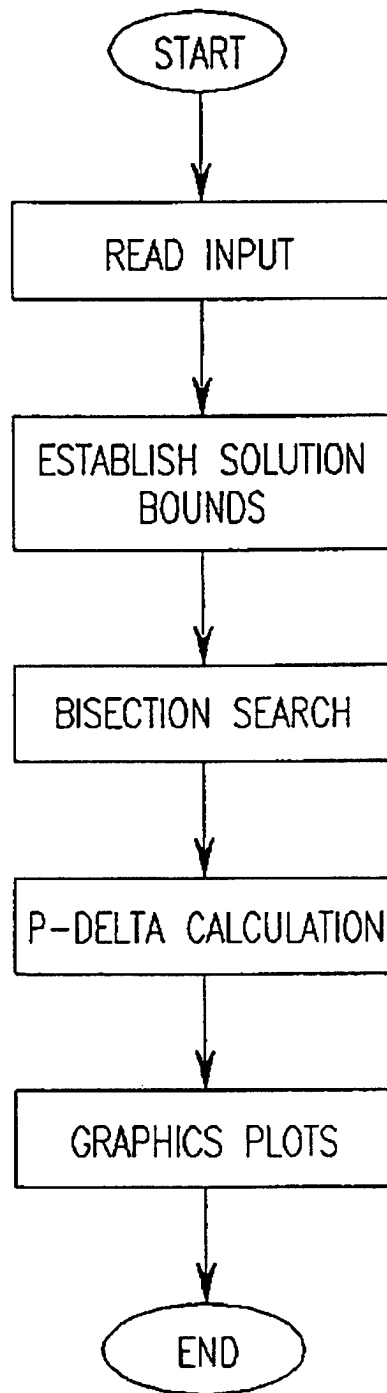 START
READ INPUT
ESTABLISH SOLUTION
BOUNDS
BISECTION SEARCH
P-DELTA CALCULATION
GRAPHICS PLOTS
END